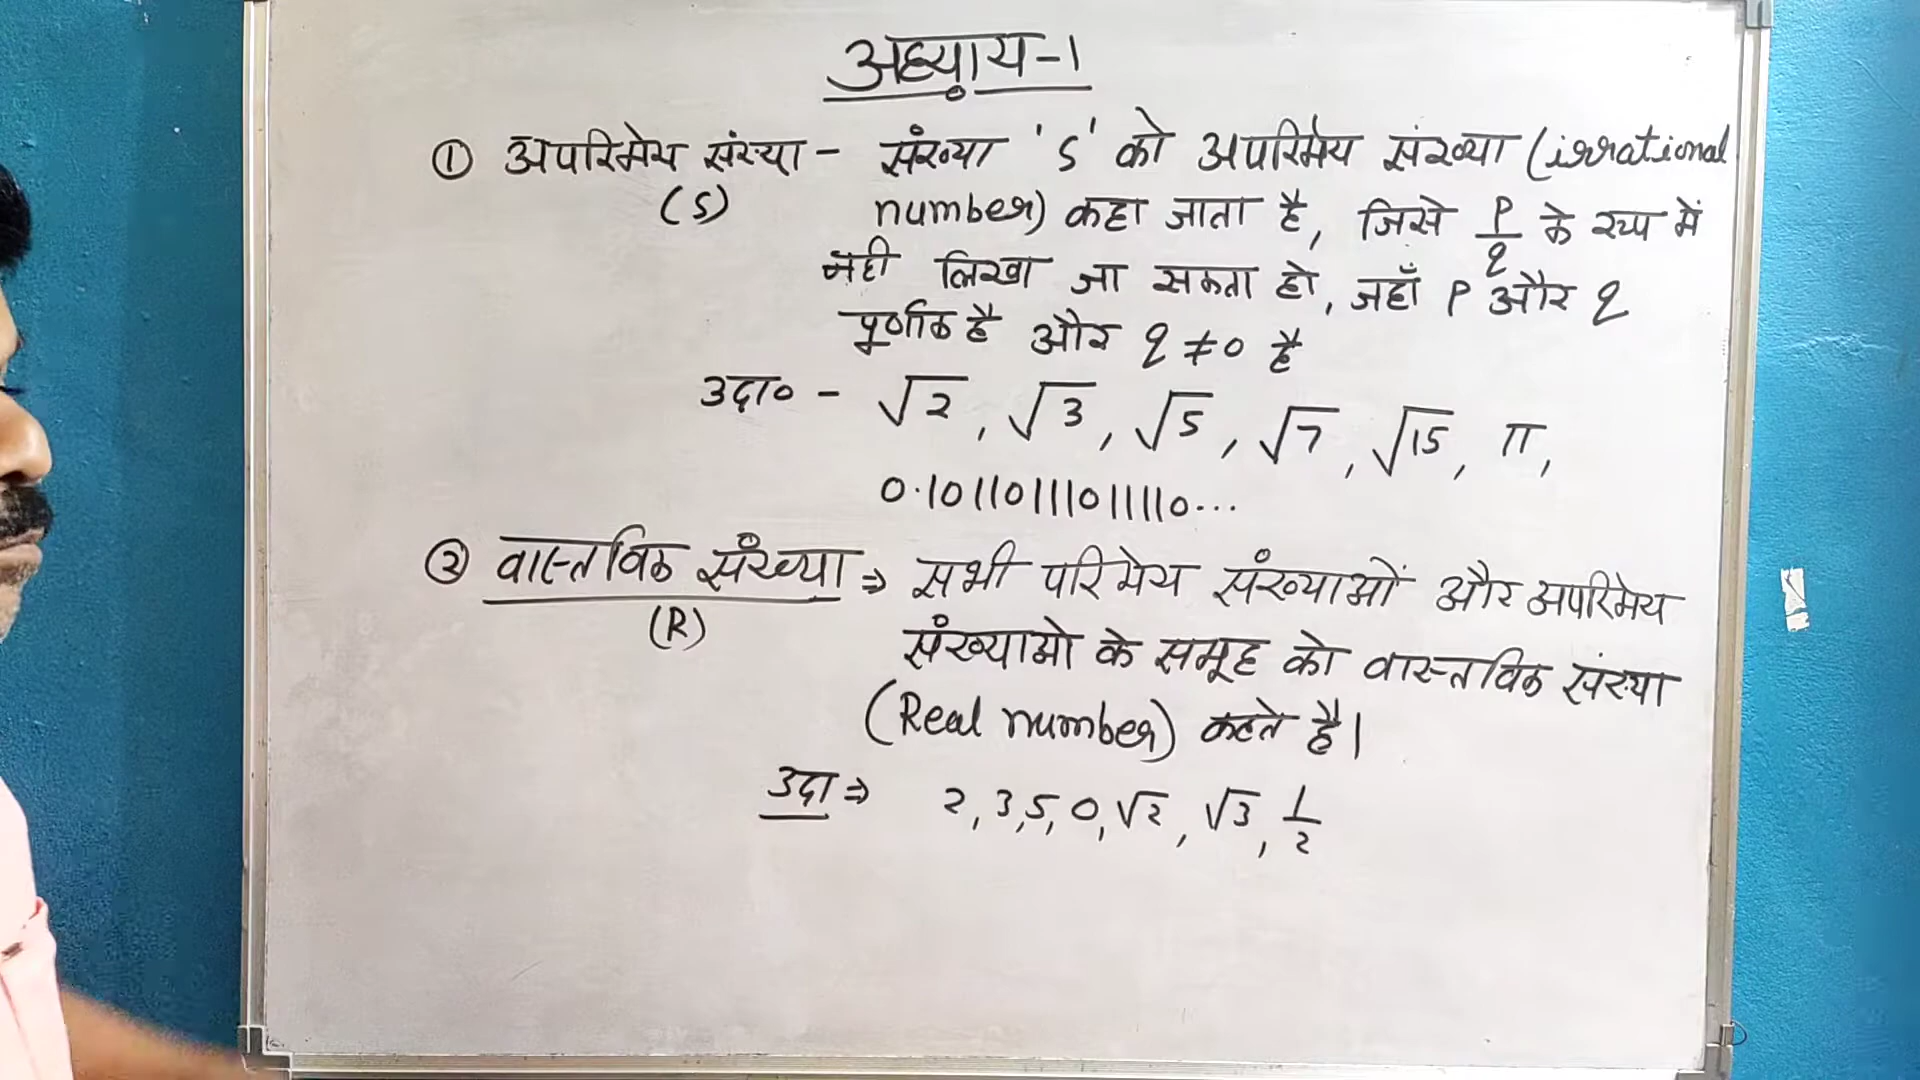 अध्याय-1
① अपरिमेय संख्या - संख्या 'S' को अपरिमेय संख्या (irrational
(S) number) कहा जाता है, जिसे p/q के रूप में
नही लिखा जा सकता हो, जहाँ p और q
पूर्णांक है और q ≠ 0 है
उदा० - √2, √3, √5, √7, √15, π,
0.10110111011110...
② वास्तविक संख्या ⇒ सभी परिमेय संख्याओं और अपरिमेय
(R) संख्याओ के समूह को वास्तविक संख्या
(Real number) कहते है।
उदा ⇒ 2, 3, 5, 0, √2, √3, 1/2